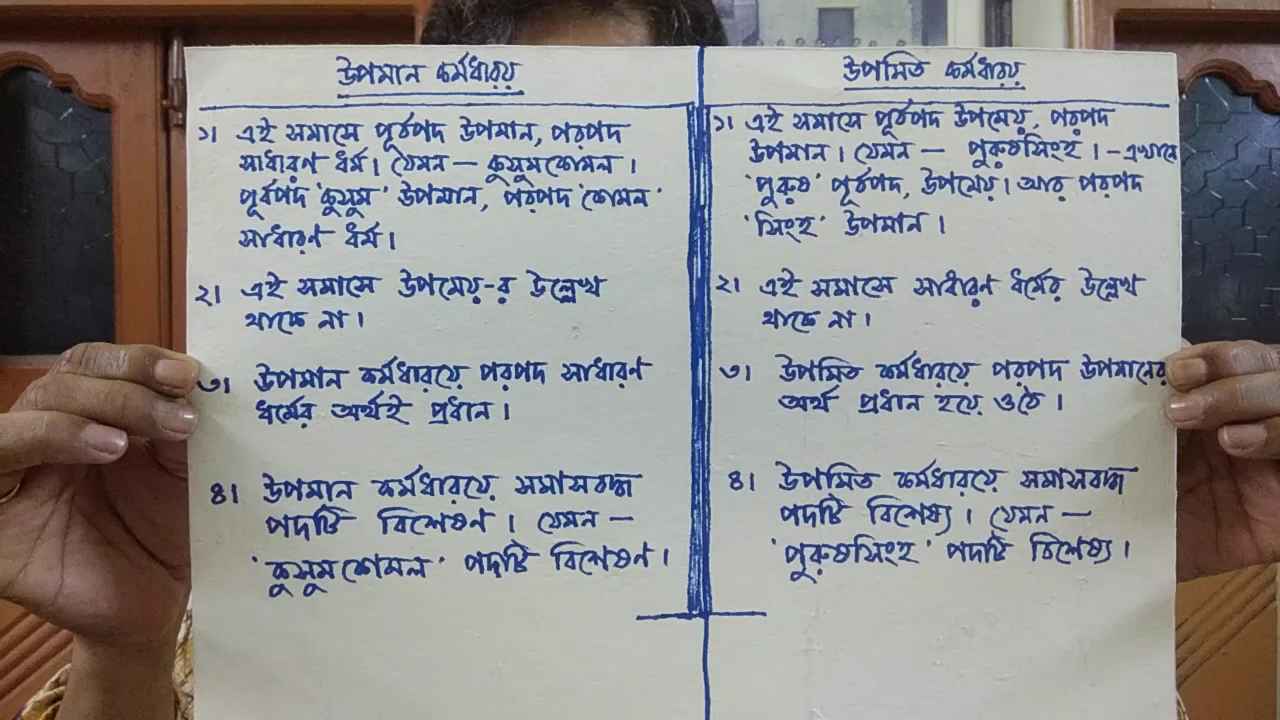 উপমান কর্মধারয়
১। এই সমাসে পূর্বপদ উপমান, পরপদ
সাধারণ ধর্ম। যেমন – কুসুমকোমল।
পূর্বপদ 'কুসুম' উপমান, পরপদ 'কোমল'
সাধারণ ধর্ম।
২। এই সমাসে উপমেয়-র উল্লেখ
থাকে না।
৩। উপমান কর্মধারয়ে পরপদ সাধারণ
ধর্মের অর্থই প্রধান।
৪। উপমান কর্মধারয়ে সমাসবদ্ধ
পদটি বিশেষণ। যেমন –
'কুসুমকোমল' পদটি বিশেষণ।
উপমিত কর্মধারয়
১। এই সমাসে পূর্বপদ উপমেয়, পরপদ
উপমান। যেমন – পুরুষসিংহ। – এখানে
'পুরুষ' পূর্বপদ, উপমেয়। আর পরপদ
'সিংহ' উপমান।
২। এই সমাসে সাধারণ ধর্মের উল্লেখ
থাকে না।
৩। উপমিত কর্মধারয়ে পরপদ উপমানের
অর্থ প্রধান হয়ে ওঠে।
৪। উপমিত কর্মধারয়ে সমাসবদ্ধ
পদটি বিশেষ্য। যেমন –
'পুরুষসিংহ' পদটি বিশেষ্য।